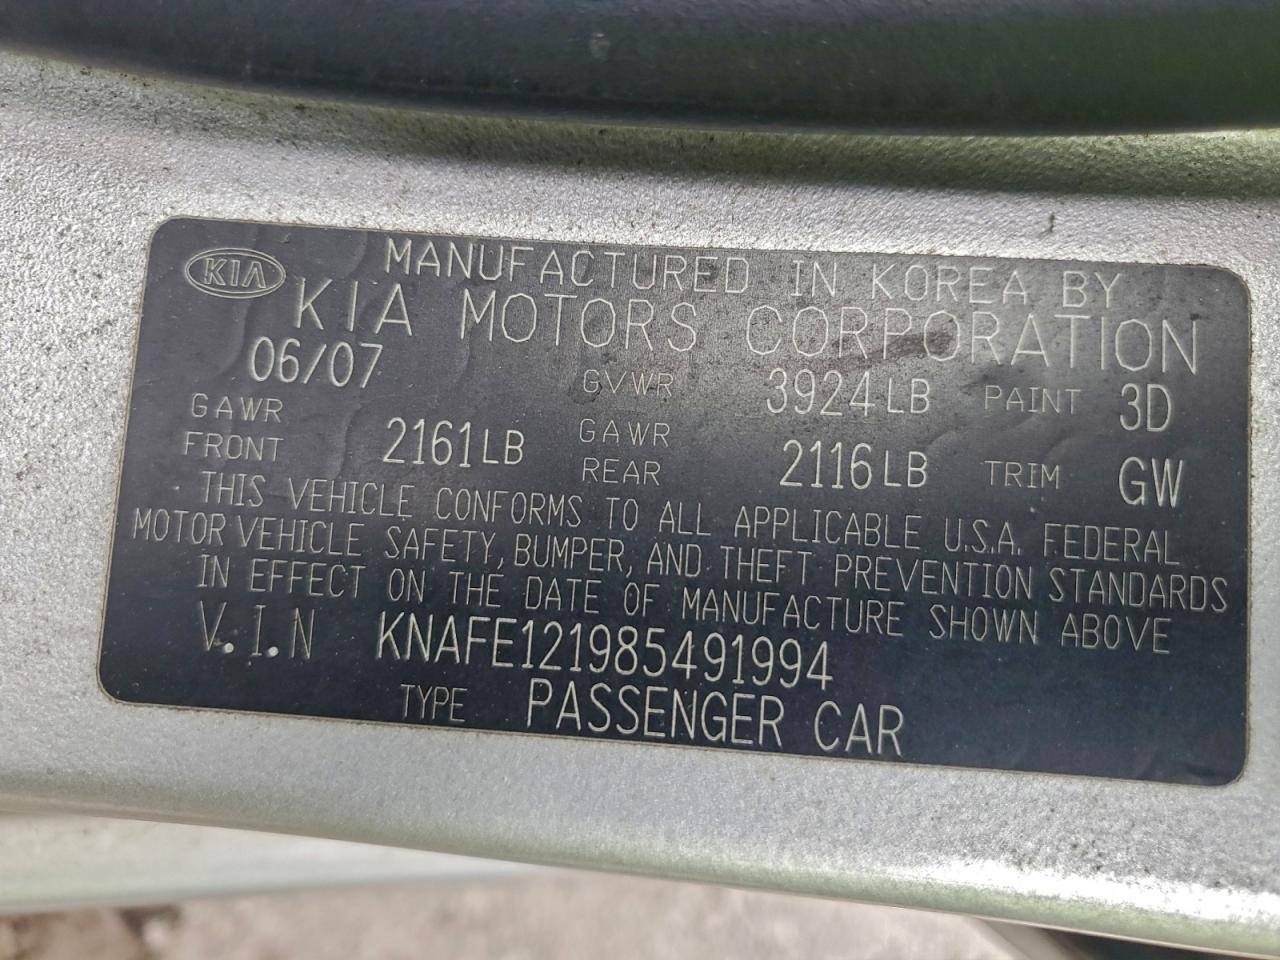 KIA
MANUFACTURED IN KOREA BY
KIA MOTORS CORPORATION
06/07 GVWR 3924LB PAINT 3D
GAWR FRONT 2161LB GAWR REAR 2116LB TRIM GW
THIS VEHICLE CONFORMS TO ALL APPLICABLE U.S.A. FEDERAL
MOTOR VEHICLE SAFETY, BUMPER, AND THEFT PREVENTION STANDARDS
IN EFFECT ON THE DATE OF MANUFACTURE SHOWN ABOVE
V.I.N KNAFE121985491994
TYPE PASSENGER CAR